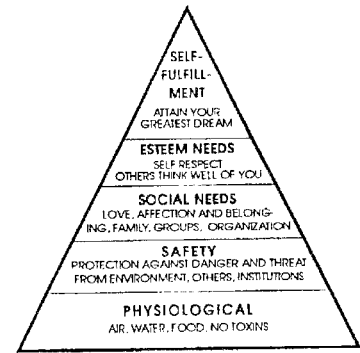 SELF-
FULFILL-
MENT
ATTAIN YOUR
GREATEST DREAM
ESTEEM NEEDS
SELF RESPECT
OTHERS THINK WELL OF YOU
SOCIAL NEEDS
LOVE, AFFECTION AND BELONG-
ING, FAMILY, GROUPS, ORGANIZATION
SAFETY
PROTECTION AGAINST DANGER AND THREAT
FROM ENVIRONMENT, OTHERS, INSTITUTIONS
PHYSIOLOGICAL
AIR, WATER, FOOD, NO TOXINS